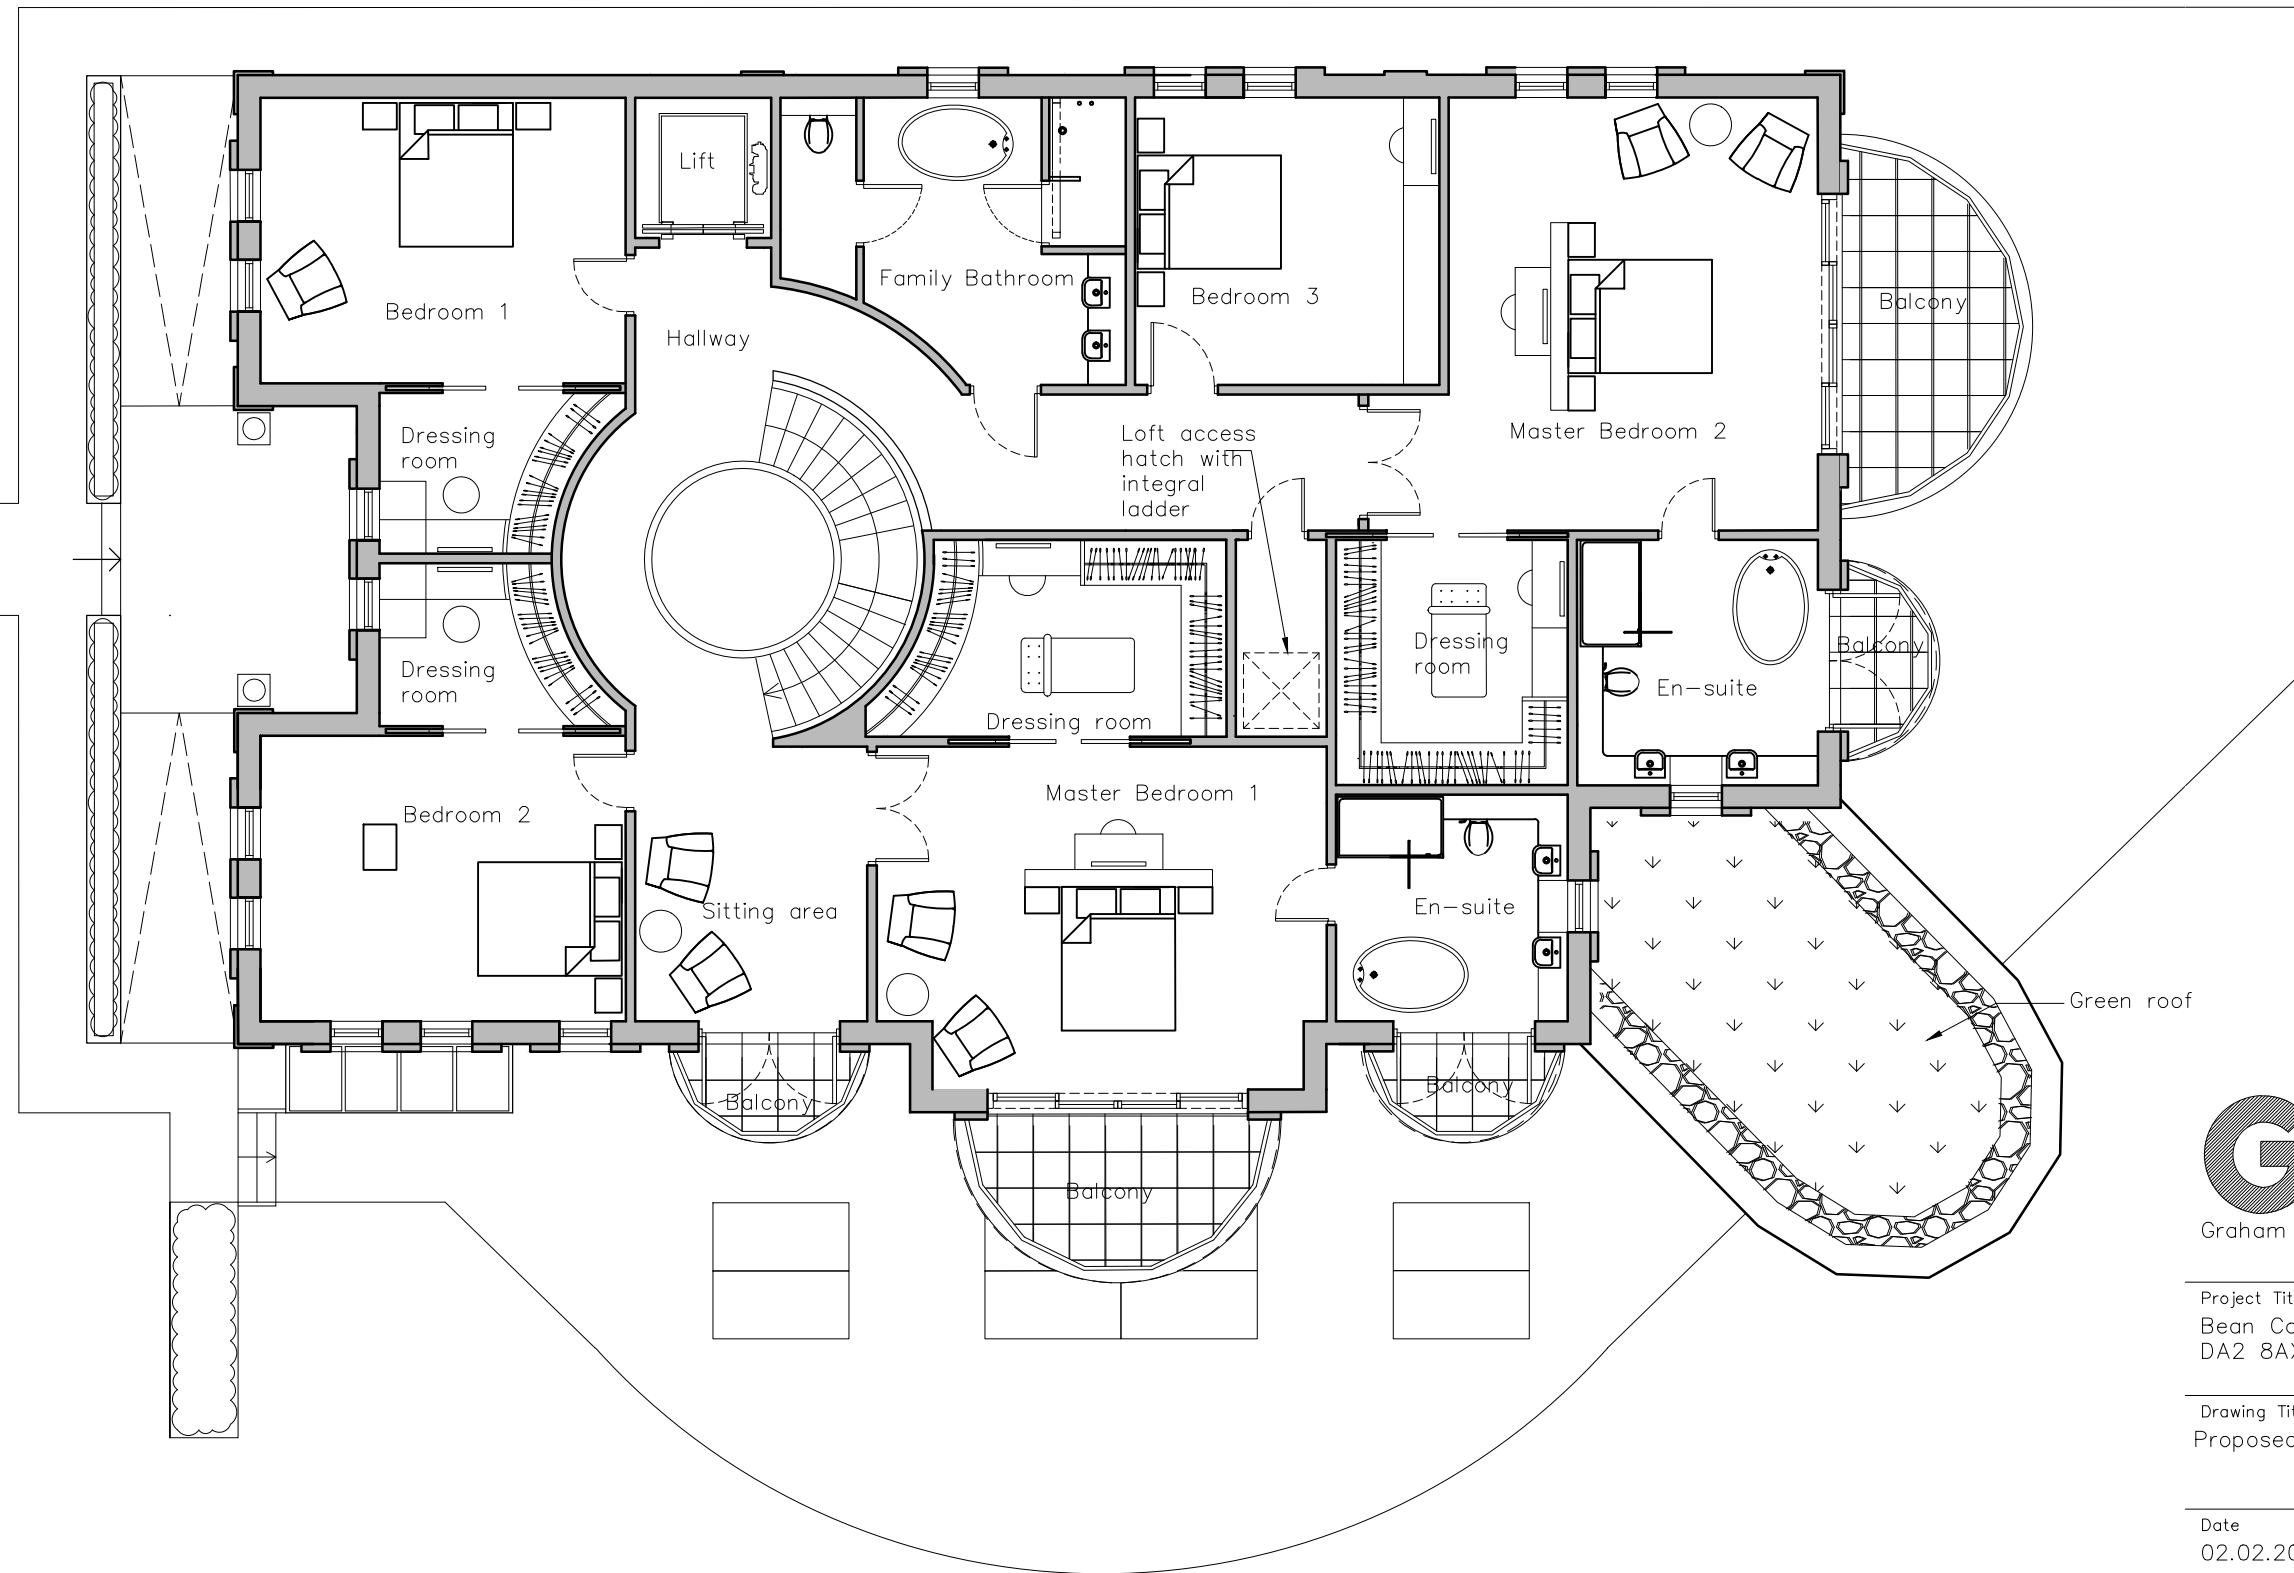 Lift
Bedroom 1
Hallway
Family Bathroom
Bedroom 3
Balcony
Dressing
room
Loft access
hatch with
integral
ladder
Master Bedroom 2
Dressing
room
Dressing room
Dressing
room
En-suite
Balcony
Bedroom 2
Sitting area
Master Bedroom 1
En-suite
Balcony
Balcony
Balcony
Green roof
G
Graham
Project Tit
Bean Co
DA2 8A
Drawing Tit
Proposed
Date
02.02.20